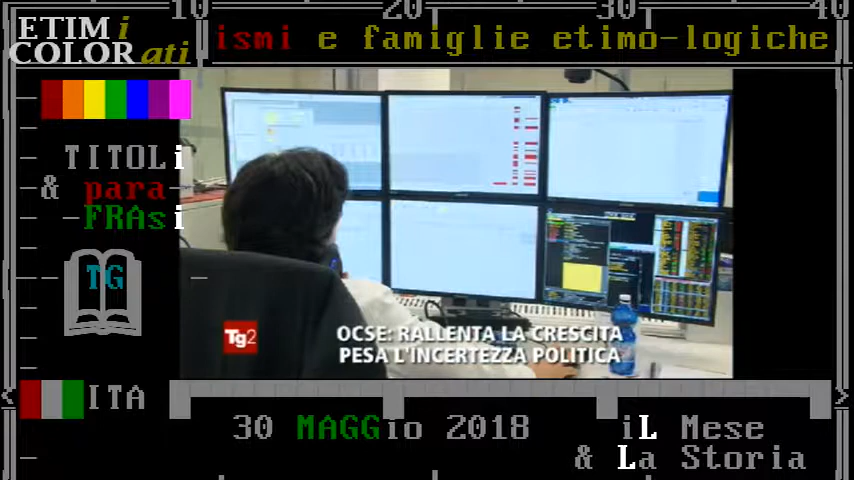 10 20 30 40
ETIMi
COLORati
ismi e famiglie etimo-logiche
TITOLi
& para-
-FRAsi
TG
Tg2
OCSE: RALLENTA LA CRESCITA
PESA L'INCERTEZZA POLITICA
< ITA >
30 MAGGio 2018
iL Mese
& La Storia